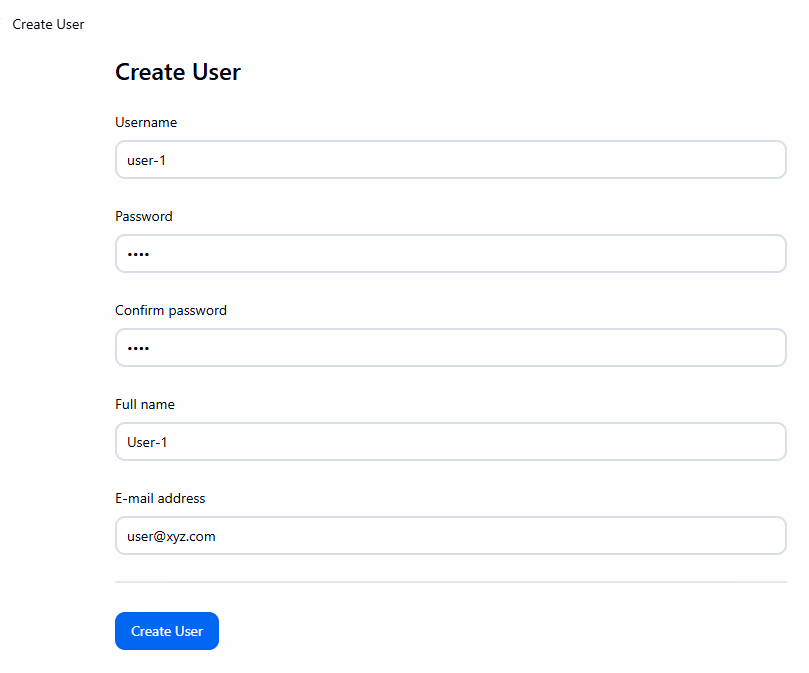 Create User
Create User
Username
user-1
Password
••••
Confirm password
••••
Full name
User-1
E-mail address
user@xyz.com
Create User